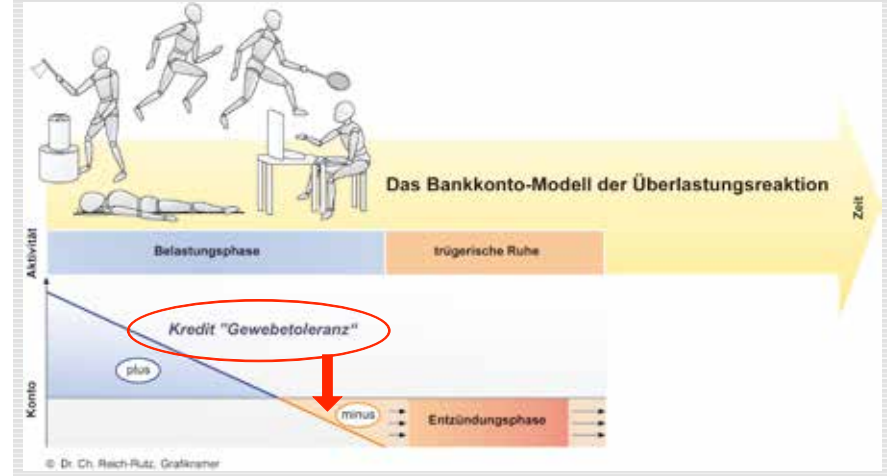 Das Bankkonto-Modell der Überlastungsreaktion
Zeit
Aktivität
Belastungsphase
trügerische Ruhe
Kredit "Gewebetoleranz"
plus
Konto
minus
Entzündungsphase
© Dr. Ch. Reich-Rutz, Grafikramer